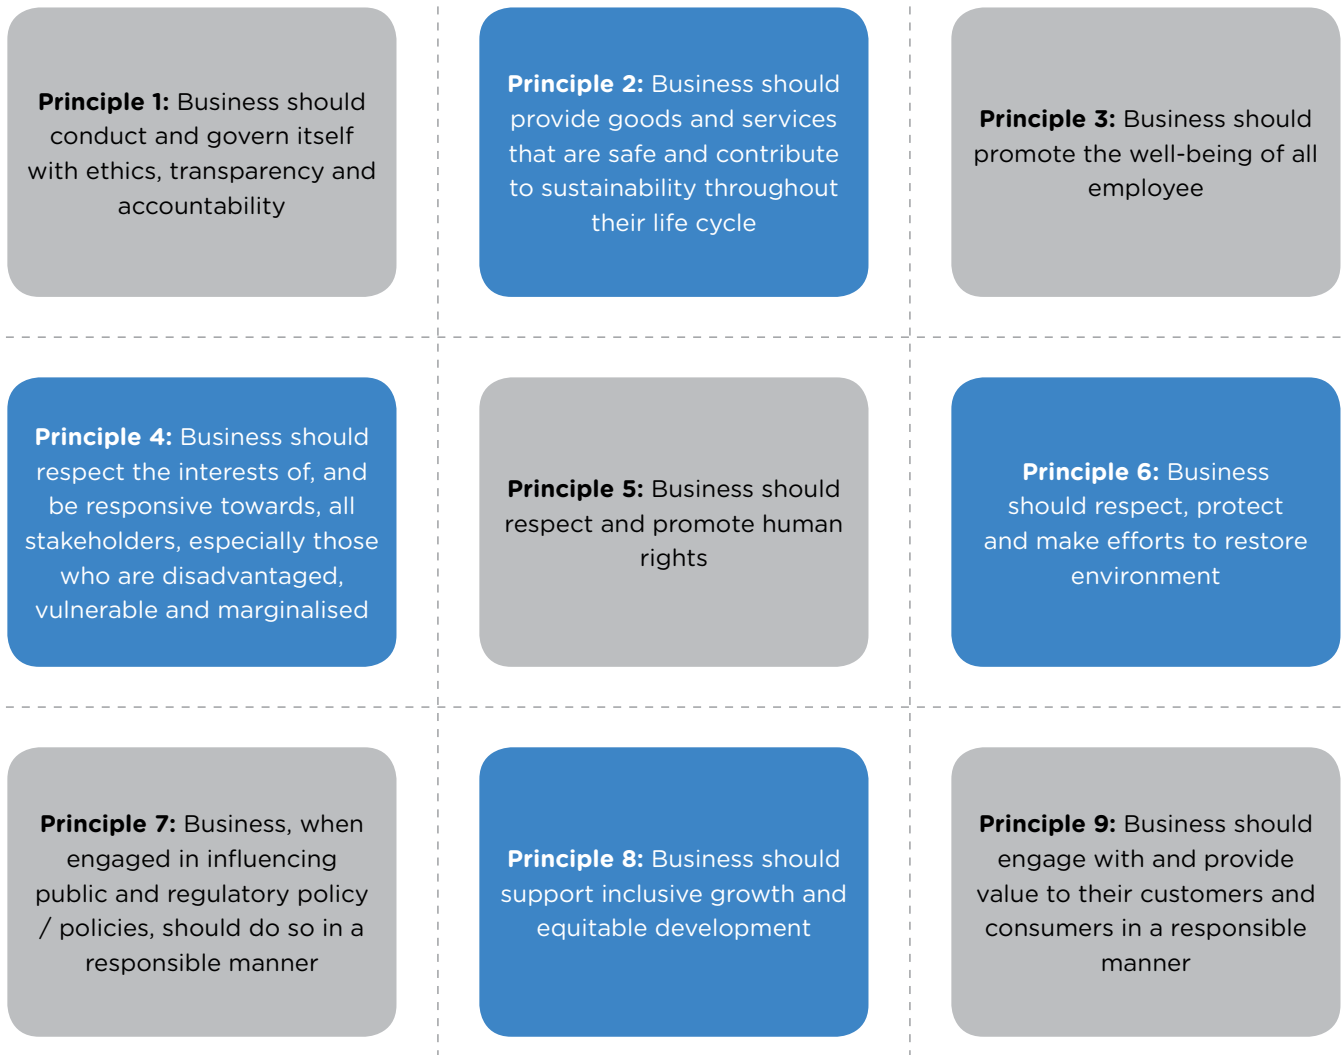 Principle 1: Business should
conduct and govern itself
with ethics, transparency and
accountability
Principle 2: Business should
provide goods and services
that are safe and contribute
to sustainability throughout
their life cycle
Principle 3: Business should
promote the well-being of all
employee
Principle 4: Business should
respect the interests of, and
be responsive towards, all
stakeholders, especially those
who are disadvantaged,
vulnerable and marginalised
Principle 5: Business should
respect and promote human
rights
Principle 6: Business
should respect, protect
and make efforts to restore
environment
Principle 7: Business, when
engaged in influencing
public and regulatory policy
/ policies, should do so in a
responsible manner
Principle 8: Business should
support inclusive growth and
equitable development
Principle 9: Business should
engage with and provide
value to their customers and
consumers in a responsible
manner